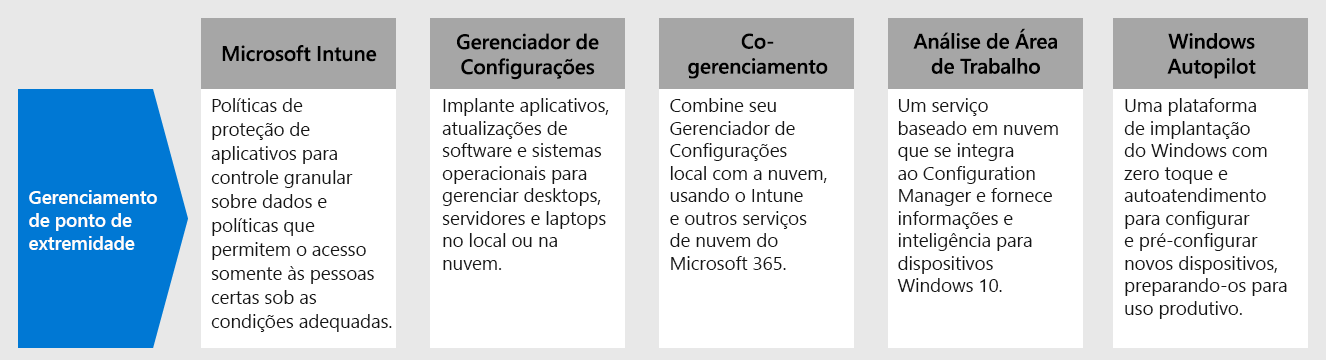 Gerenciamento
de ponto de
extremidade
Microsoft Intune
Políticas de
proteção de
aplicativos para
controle granular
sobre dados e
políticas que
permitem o acesso
somente às pessoas
certas sob as
condições adequadas.
Gerenciador de
Configurações
Implante aplicativos,
atualizações de
software e sistemas
operacionais para
gerenciar desktops,
servidores e laptops
no local ou na
nuvem.
Co-
gerenciamento
Combine seu
Gerenciador de
Configurações
local com a nuvem,
usando o Intune
e outros serviços
de nuvem do
Microsoft 365.
Análise de Área
de Trabalho
Um serviço
baseado em nuvem
que se integra
ao Configuration
Manager e fornece
informações e
inteligência para
dispositivos
Windows 10.
Windows
Autopilot
Uma plataforma
de implantação
do Windows com
zero toque e
autoatendimento
para configurar
e pré-configurar
novos dispositivos,
preparando-os para
uso produtivo.